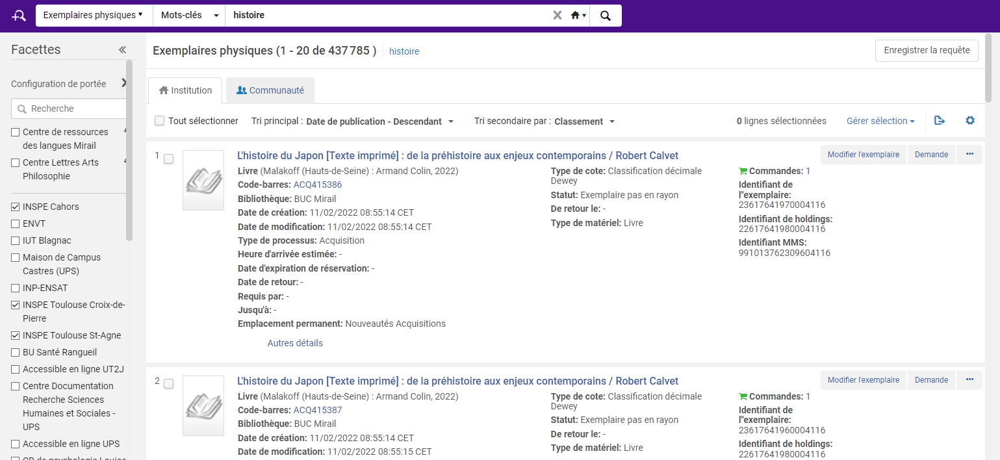 Exemplaires physiques
Mots-clés
histoire
Facettes
Configuration de portée
Recherche
Centre de ressources
des langues Mirail
Centre Lettres Arts
Philosophie
INSPE Cahors
ENVT
IUT Blagnac
Maison de Campus
Castres (UPS)
INP-ENSAT
INSPE Toulouse Croix-de-
Pierre
INSPE Toulouse St-Agne
BU Santé Rangueil
Accessible en ligne UT2J
Centre Documentation
Recherche Sciences
Humaines et Sociales -
UPS
Accessible en ligne UPS
Exemplaires physiques (1 - 20 de 437 785 ) histoire
Enregistrer la requête
Institution
Communauté
Tout sélectionner
Tri principal : Date de publication - Descendant
Tri secondaire par : Classement
0 lignes sélectionnées
Gérer sélection
1
L'histoire du Japon [Texte imprimé] : de la préhistoire aux enjeux contemporains / Robert Calvet
Modifier l'exemplaire
Demande
...
Livre (Malakoff (Hauts-de-Seine) : Armand Colin, 2022)
Code-barres: ACQ415386
Bibliothèque: BUC Mirail
Date de création: 11/02/2022 08:55:14 CET
Date de modification: 11/02/2022 08:55:14 CET
Type de processus: Acquisition
Heure d'arrivée estimée: -
Date d'expiration de réservation: -
Date de retour: -
Requis par: -
Jusqu'à: -
Emplacement permanent: Nouveautés Acquisitions
Autres détails
Type de cote: Classification décimale
Dewey
Statut: Exemplaire pas en rayon
De retour le: -
Type de matériel: Livre
Commandes: 1
Identifiant de
l''exemplaire:
23617641970004116
Identifiant de holdings:
22617641980004116
Identifiant MMS:
991013762309604116
2
L'histoire du Japon [Texte imprimé] : de la préhistoire aux enjeux contemporains / Robert Calvet
Modifier l'exemplaire
Demande
...
Livre (Malakoff (Hauts-de-Seine) : Armand Colin, 2022)
Code-barres: ACQ415387
Bibliothèque: BUC Mirail
Date de création: 11/02/2022 08:55:14 CET
Date de modification: 11/02/2022 08:55:15 CET
Type de cote: Classification décimale
Dewey
Statut: Exemplaire pas en rayon
De retour le: -
Type de matériel: Livre
Commandes: 1
Identifiant de
l''exemplaire:
23617641960004116
Identifiant de holdings:
22617641980004116